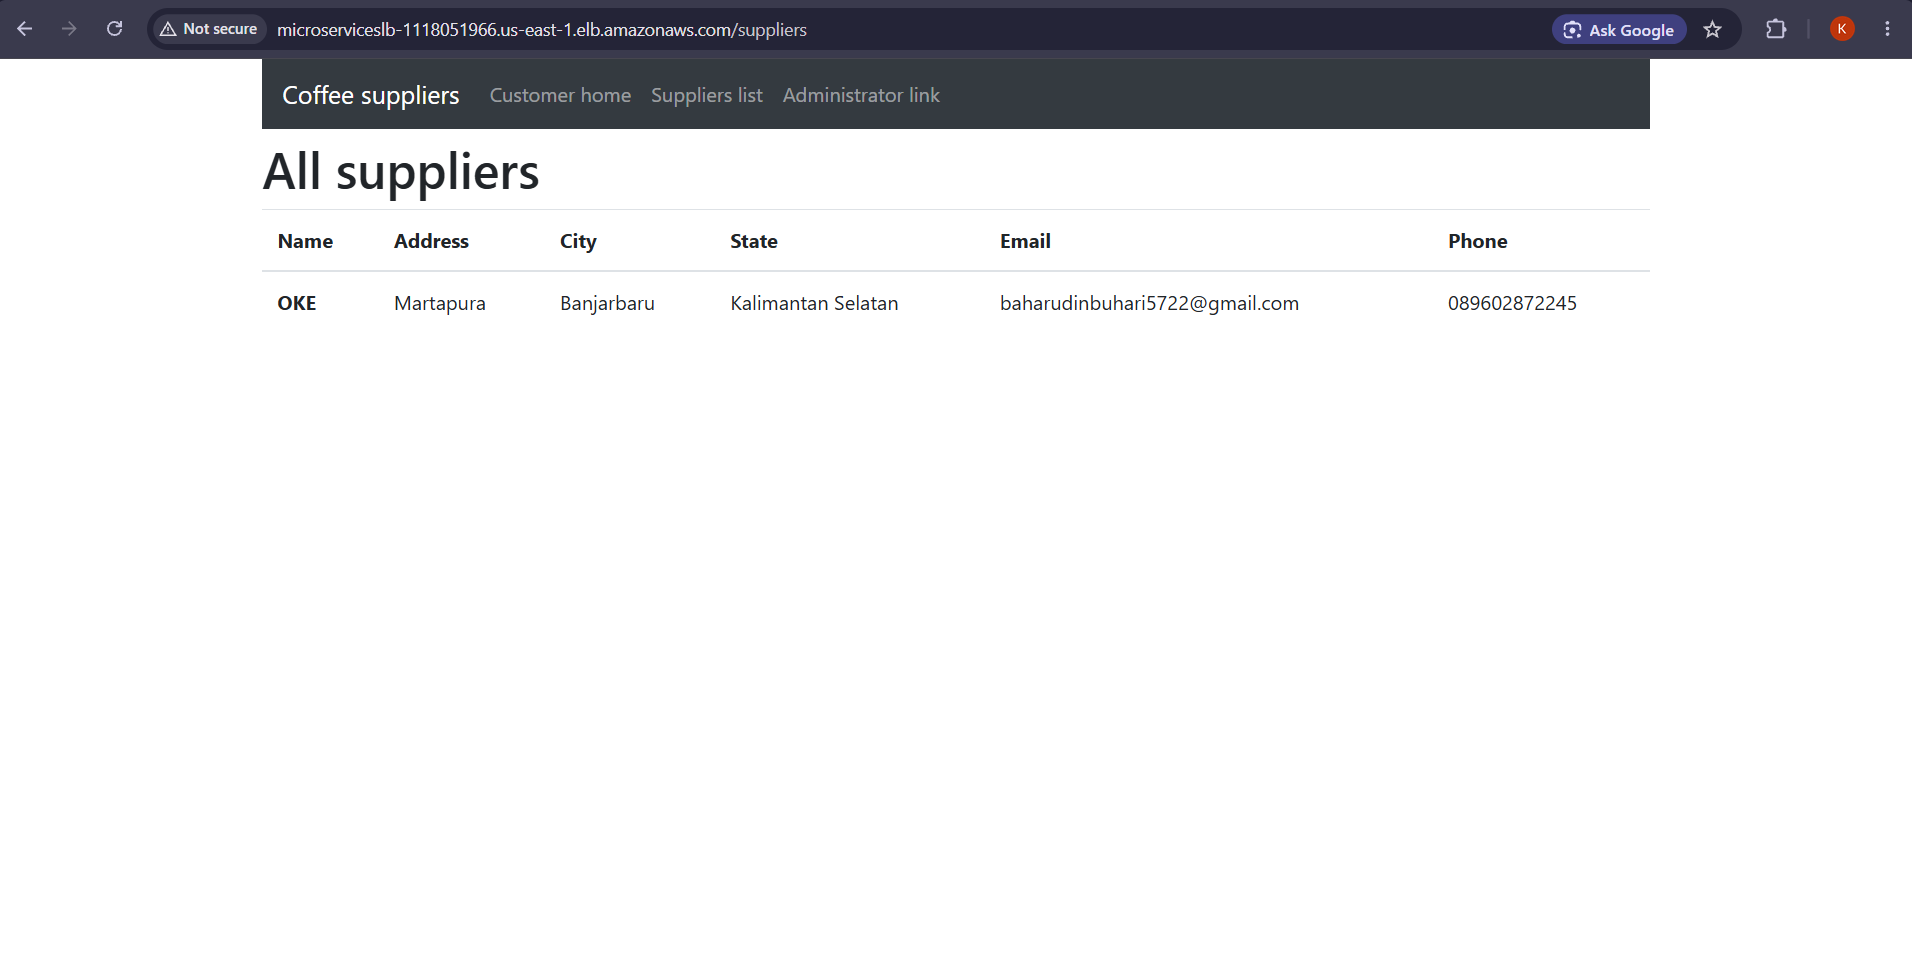 Not secure microserviceslb-1118051966.us-east-1.elb.amazonaws.com/suppliers Ask Google K
Coffee suppliers Customer home Suppliers list Administrator link
All suppliers
Name Address City State Email Phone
OKE Martapura Banjarbaru Kalimantan Selatan baharudinbuhari5722@gmail.com 089602872245